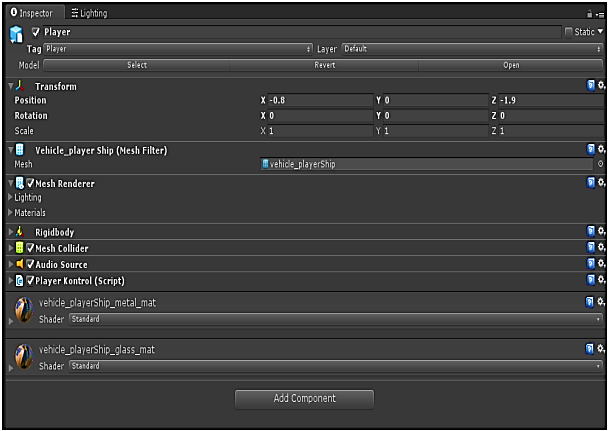 Inspector Lighting
Player Static
Tag Player Layer Default
Model Select Revert Open
Transform
Position X -0.8 Y 0 Z -1.9
Rotation X 0 Y 0 Z 0
Scale X 1 Y 1 Z 1
Vehicle_player Ship (Mesh Filter)
Mesh vehicle_playerShip
Mesh Renderer
Lighting
Materials
Rigidbody
Mesh Collider
Audio Source
Player Kontrol (Script)
vehicle_playerShip_metal_mat
Shader Standard
vehicle_playerShip_glass_mat
Shader Standard
Add Component